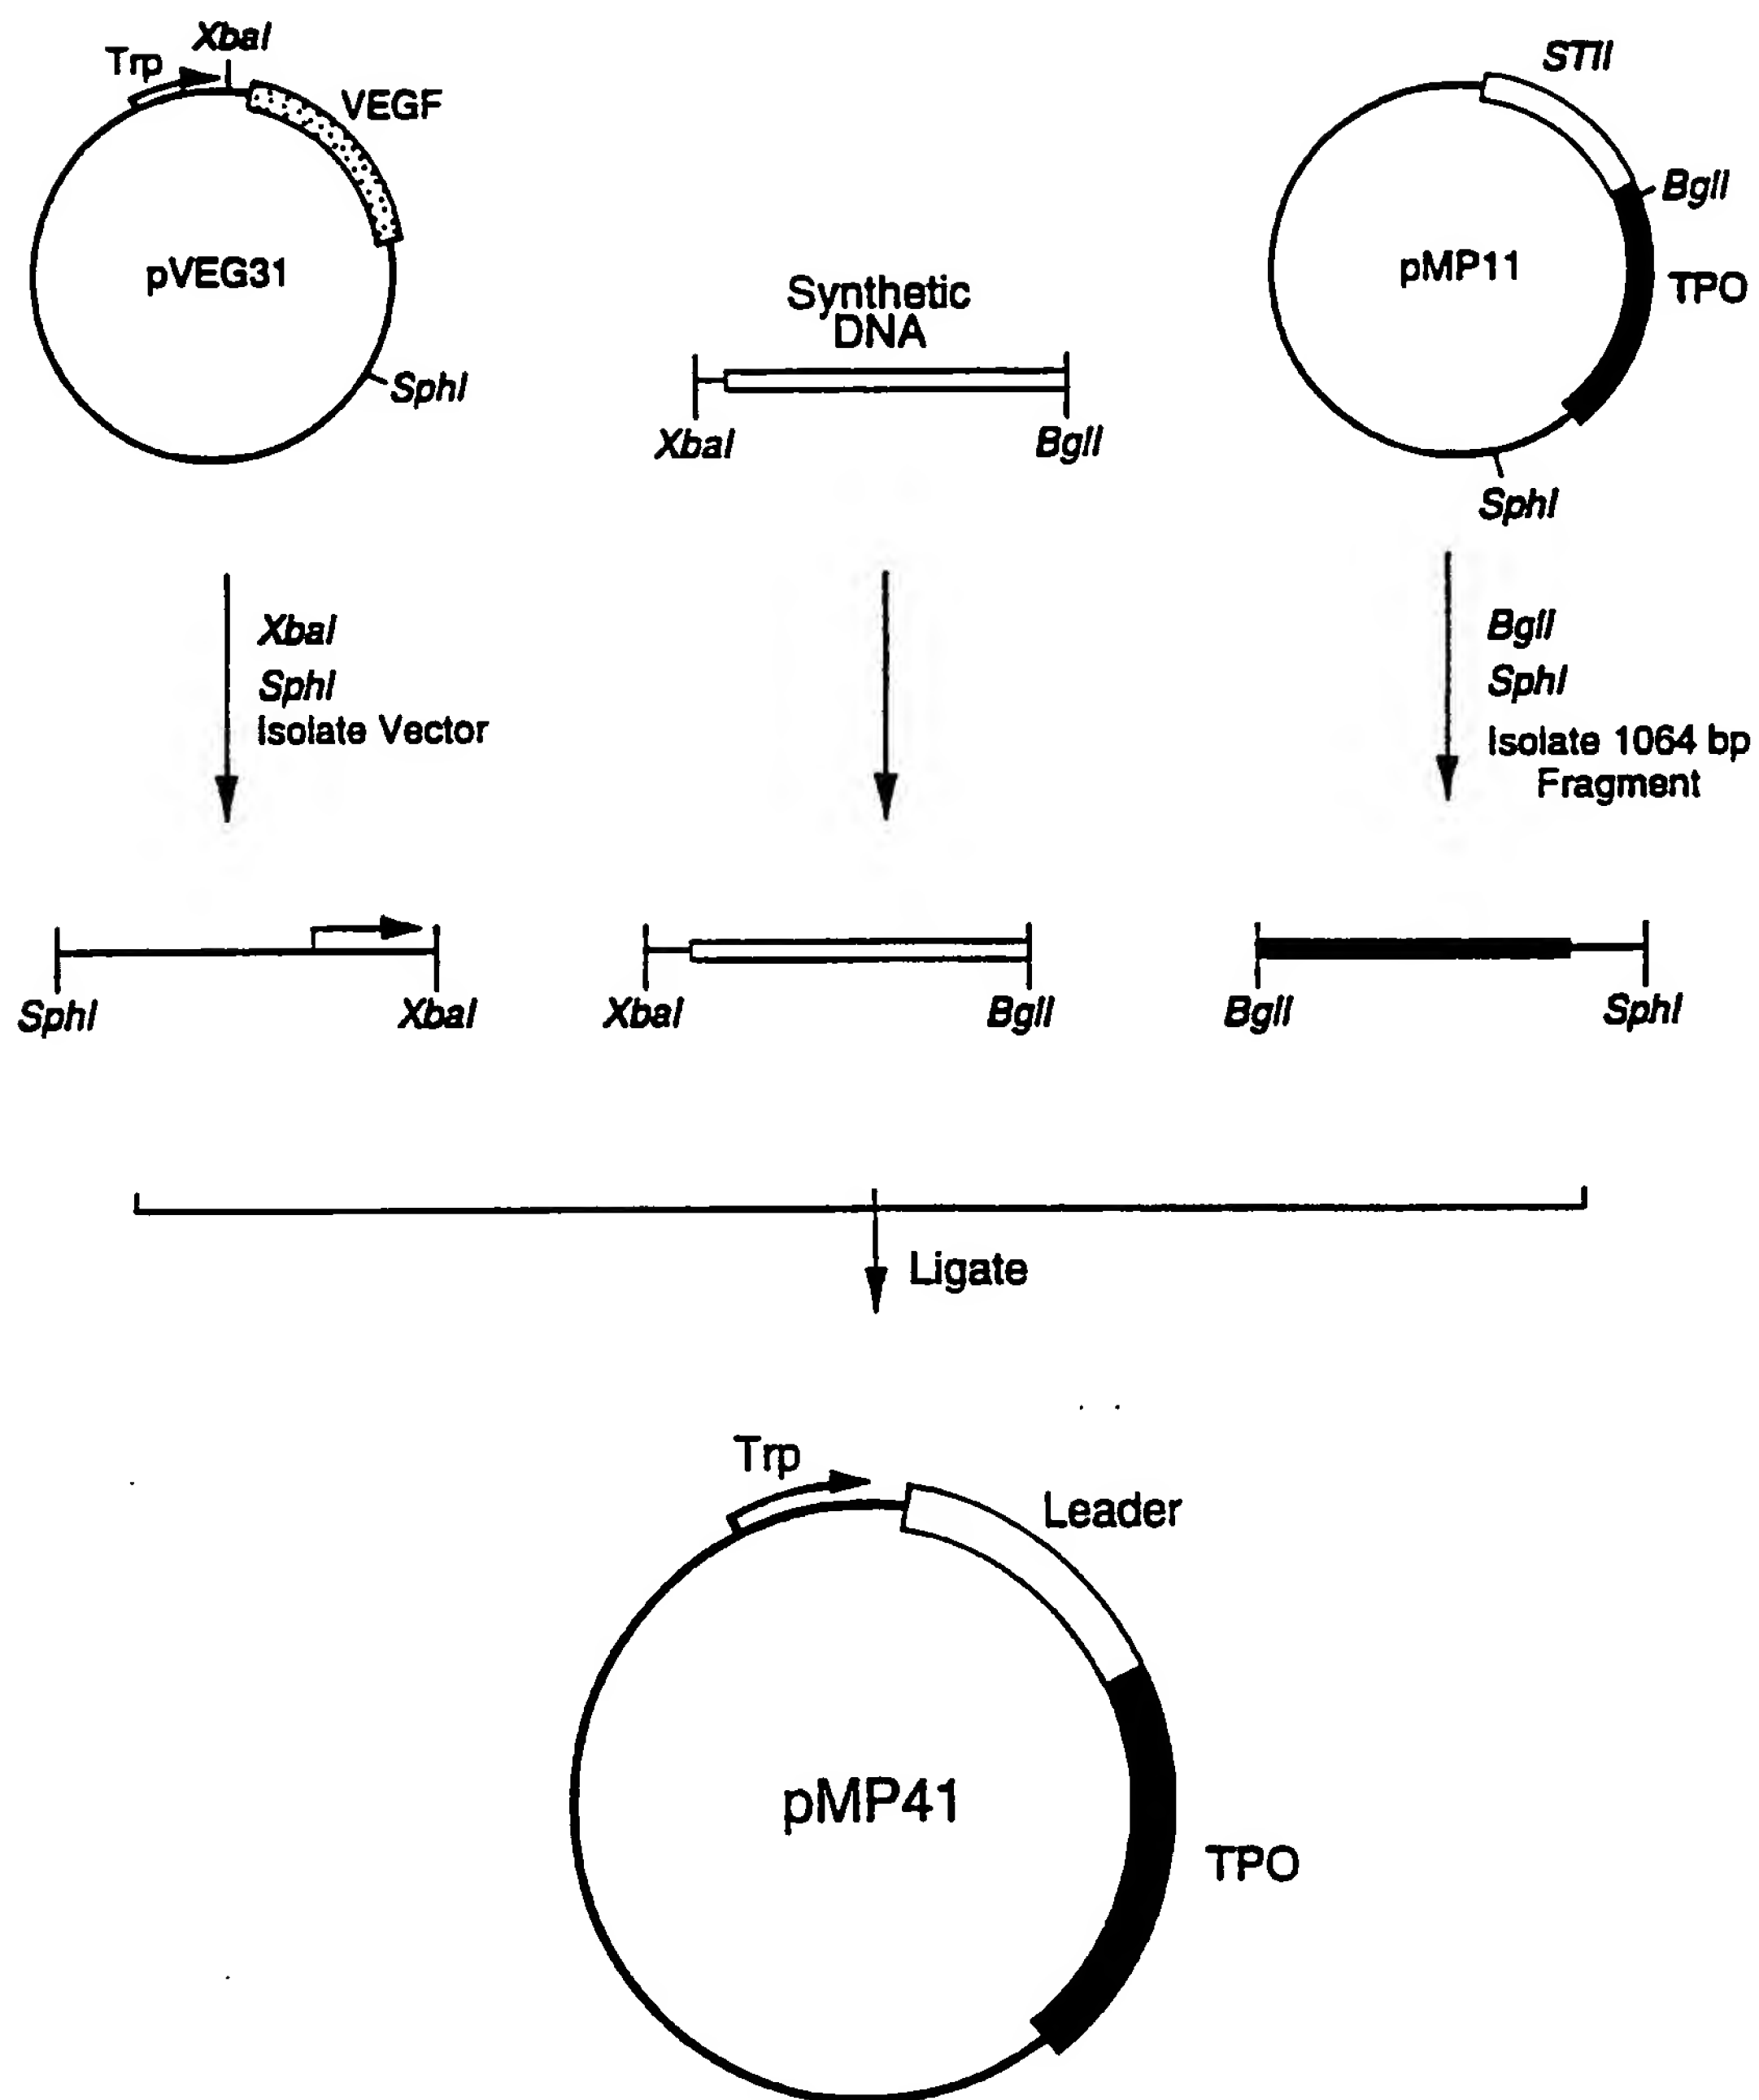 XbaI
Trp
VEGF
pVEG31
SphI
Synthetic
DNA
XbaI
BglI
STII
BglI
pMP11
TPO
SphI
XbaI
SphI
Isolate Vector
BglI
SphI
Isolate 1064 bp
Fragment
SphI
XbaI
XbaI
BglI
BglI
SphI
Ligate
Trp
Leader
pMP41
TPO